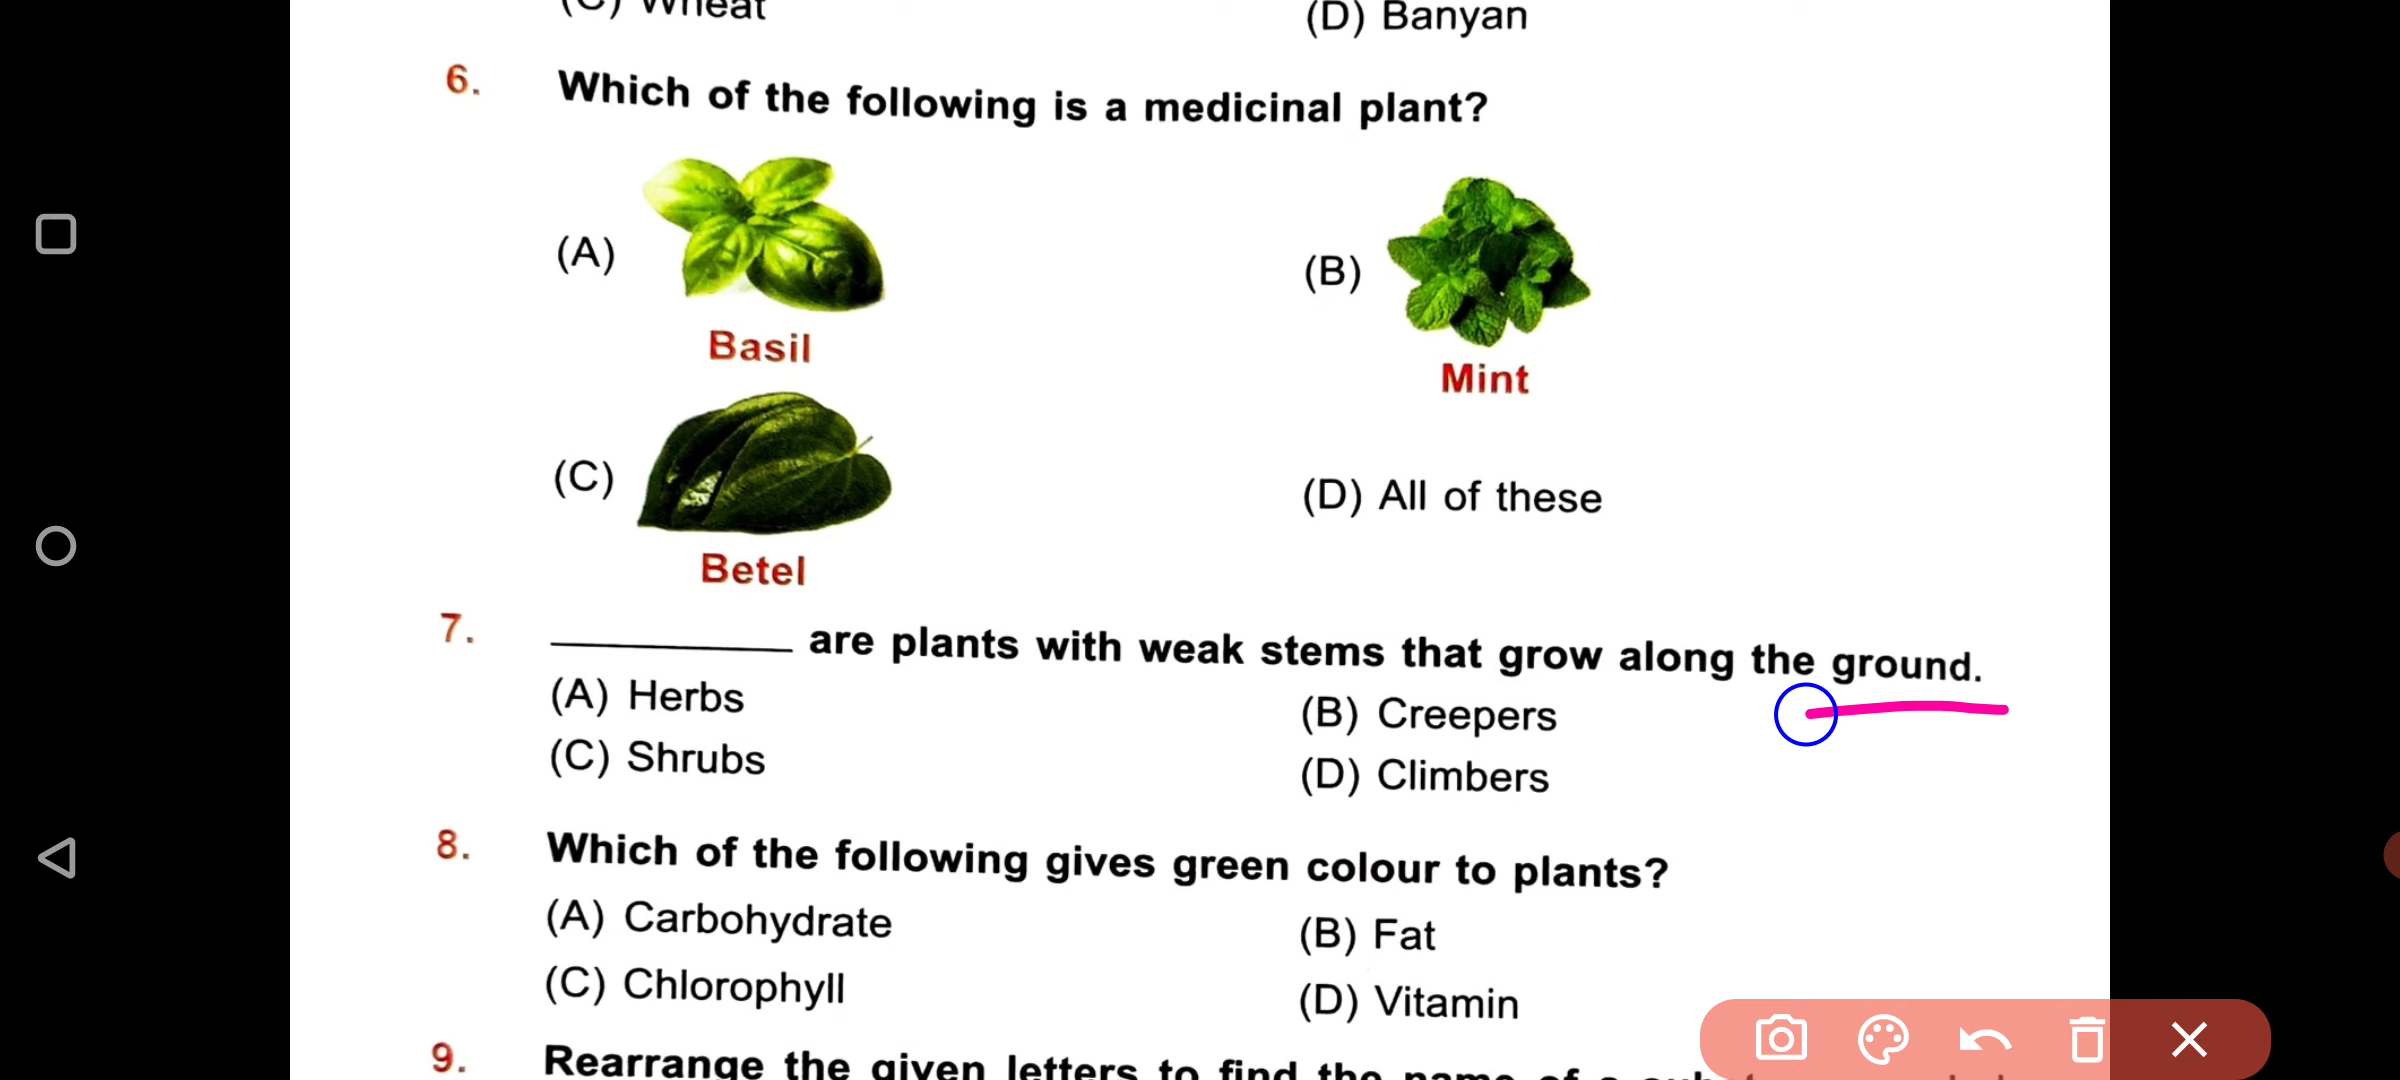 (C) Wheat (D) Banyan
6. Which of the following is a medicinal plant?
(A) (B)
Basil
Mint
(C) (D) All of these
Betel
7. ________ are plants with weak stems that grow along the ground.
(A) Herbs (B) Creepers
(C) Shrubs (D) Climbers
8. Which of the following gives green colour to plants?
(A) Carbohydrate (B) Fat
(C) Chlorophyll (D) Vitamin
9. Rearrange the given letters to find the name of a